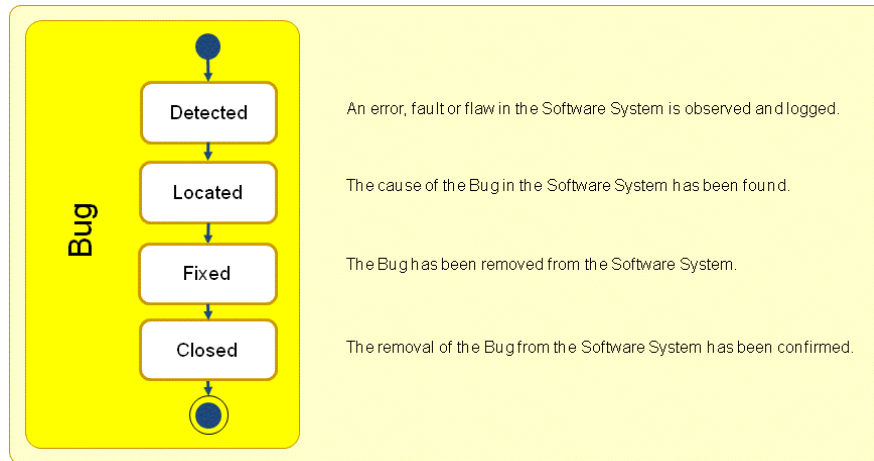 Bug
Detected
An error, fault or flaw in the Software System is observed and logged.
Located
The cause of the Bug in the Software System has been found.
Fixed
The Bug has been removed from the Software System.
Closed
The removal of the Bug from the Software System has been confirmed.